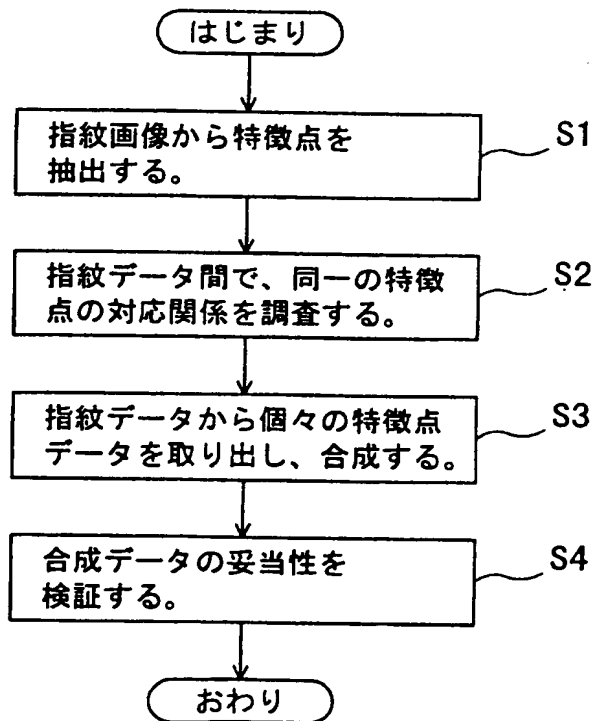 はじまり
指紋画像から特徴点を
抽出する。
S1
指紋データ間で、同一の特徴
点の対応関係を調査する。
S2
指紋データから個々の特徴点
データを取り出し、合成する。
S3
合成データの妥当性を
検証する。
S4
おわり